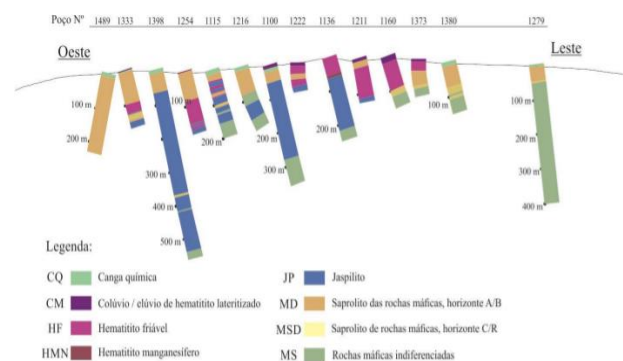 Poço Nº 1489 1333 1398 1254 1115 1216 1100 1222 1136 1211 1160 1373 1380 1279
Oeste
Leste
100 m
200 m
300 m
400 m
500 m
100 m
100 m
200 m
200 m
300 m
200 m
100 m
100 m
200 m
300 m
400 m
Legenda:
CQ Canga química
CM Colúvio / elúvio de hematitito lateritizado
HF Hematitito friável
HMN Hematitito manganesífero
JP Jaspilito
MD Saprolito das rochas máficas, horizonte A/B
MSD Saprolito de rochas máficas, horizonte C/R
MS Rochas máficas indiferenciadas